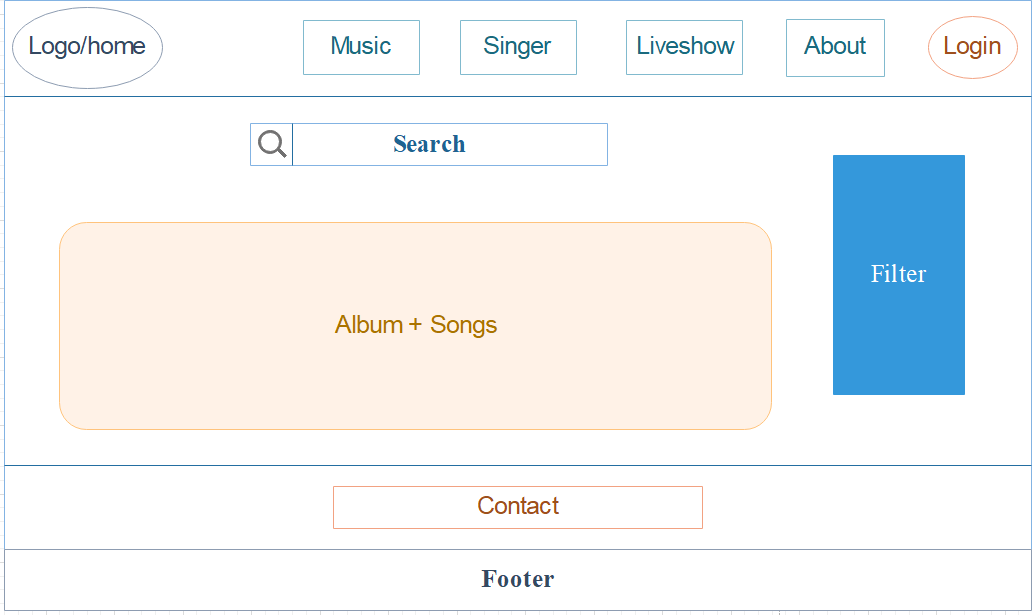 Logo/home
Music
Singer
Liveshow
About
Login
Search
Filter
Album + Songs
Contact
Footer